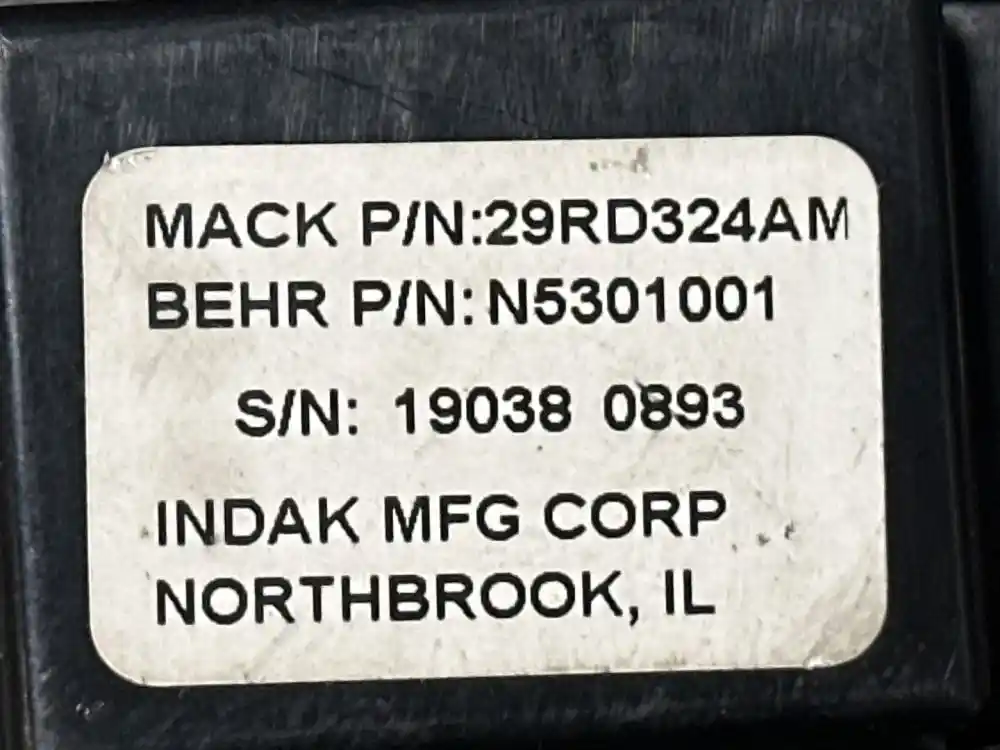 MACK P/N:29RD324AM
BEHR P/N: N5301001
S/N: 19038 0893
INDAK MFG CORP
NORTHBROOK, IL